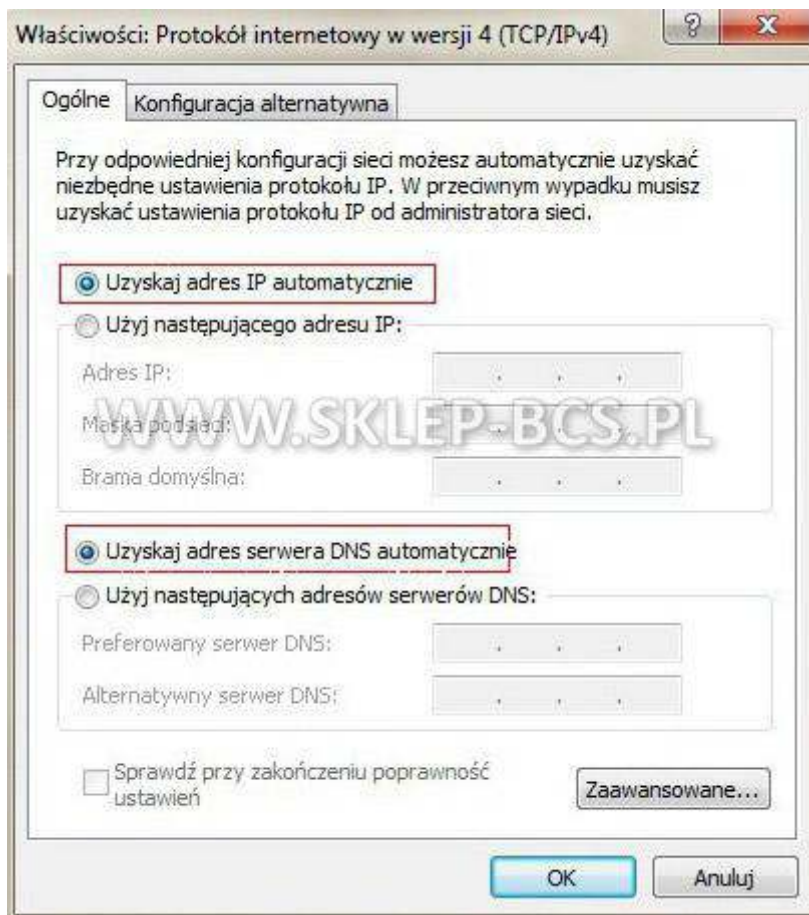 Właściwości: Protokół internetowy w wersji 4 (TCP/IPv4)
Ogólne
Konfiguracja alternatywna
Przy odpowiedniej konfiguracji sieci możesz automatycznie uzyskać
niezbędne ustawienia protokołu IP. W przeciwnym wypadku musisz
uzyskać ustawienia protokołu IP od administratora sieci.
Uzyskaj adres IP automatycznie
Użyj następującego adresu IP:
Adres IP:
Maska podsieci:
WWW.SKLEP-BCS.PL
Brama domyślna:
Uzyskaj adres serwera DNS automatycznie
Użyj następujących adresów serwerów DNS:
Preferowany serwer DNS:
Alternatywny serwer DNS:
Sprawdź przy zakończeniu poprawność
ustawień
Zaawansowane...
OK
Anuluj